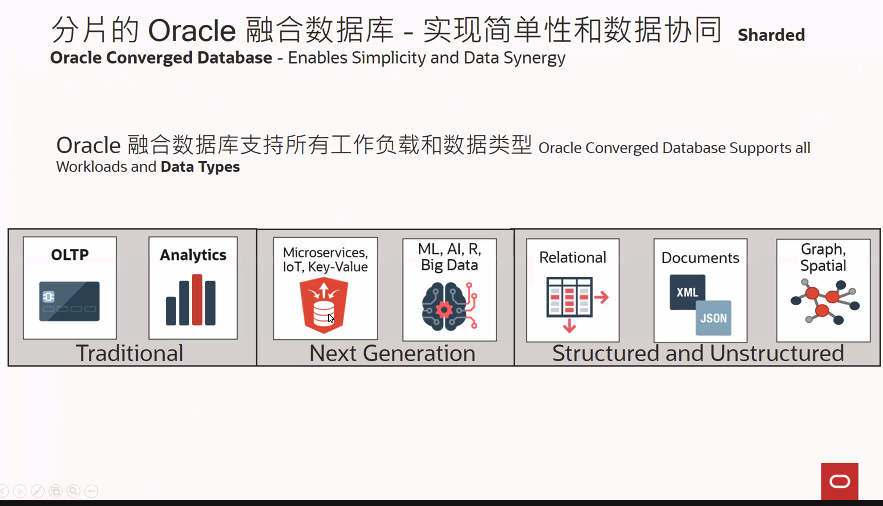 分片的 Oracle 融合数据库 - 实现简单性和数据协同 Sharded
Oracle Converged Database - Enables Simplicity and Data Synergy
Oracle 融合数据库支持所有工作负载和数据类型 Oracle Converged Database Supports all
Workloads and Data Types
OLTP
Analytics
Traditional
Microservices,
IoT, Key-Value
ML, AI, R,
Big Data
Next Generation
Relational
Documents
XML
JSON
Graph,
Spatial
Structured and Unstructured